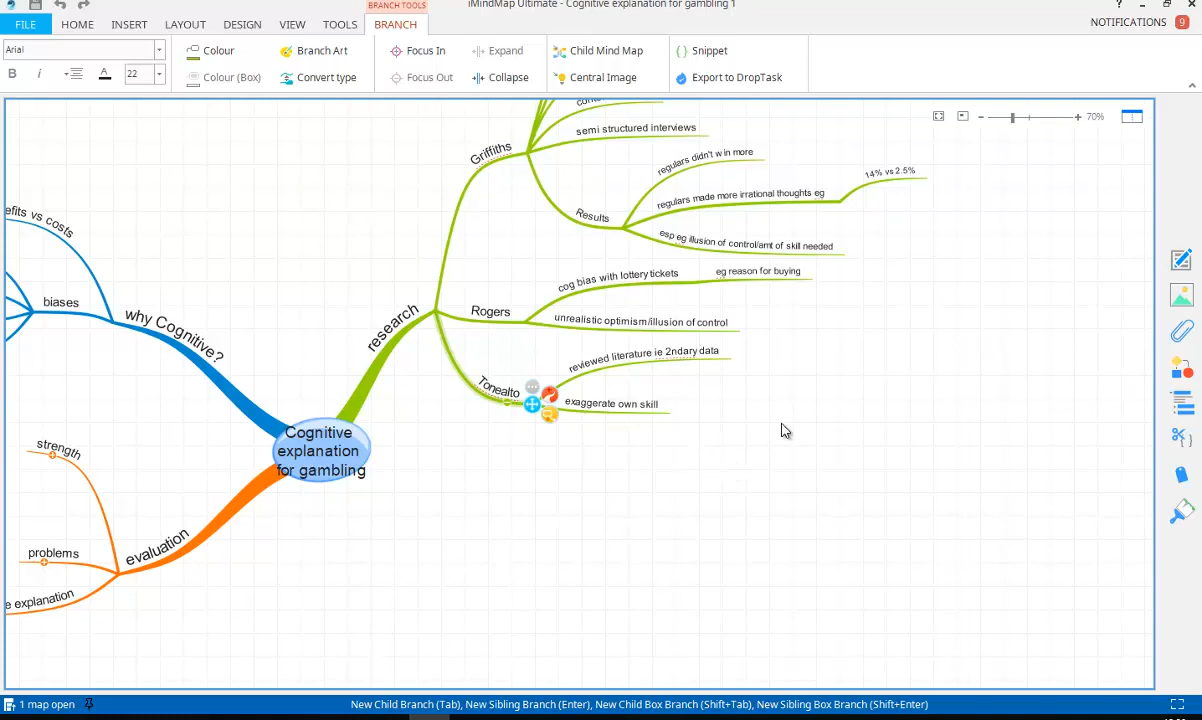 BRANCH TOOLS
iMindMap Ultimate - Cognitive explanation for gambling 1
?
FILE HOME INSERT LAYOUT DESIGN VIEW TOOLS BRANCH
NOTIFICATIONS 9
Arial
Colour
Branch Art
Focus In
Expand
Child Mind Map
Snippet
B i A 22
Colour (Box)
Convert type
Focus Out
Collapse
Central Image
Export to DropTask
70%
Griffiths
semi structured interviews
Results
regulars didn't win more
regulars made more irrational thoughts eg
14% vs 2.5%
esp eg illusion of control/amt of skill needed
research
Rogers
cog bias with lottery tickets
eg reason for buying
unrealistic optimism/illusion of control
Tonealto
reviewed literature ie 2ndary data
exaggerate own skill
vs costs
biases
why Cognitive?
Cognitive
explanation
for gambling
strength
problems
evaluation
explanation
1 map open
New Child Branch (Tab), New Sibling Branch (Enter), New Child Box Branch (Shift+Tab), New Sibling Box Branch (Shift+Enter)